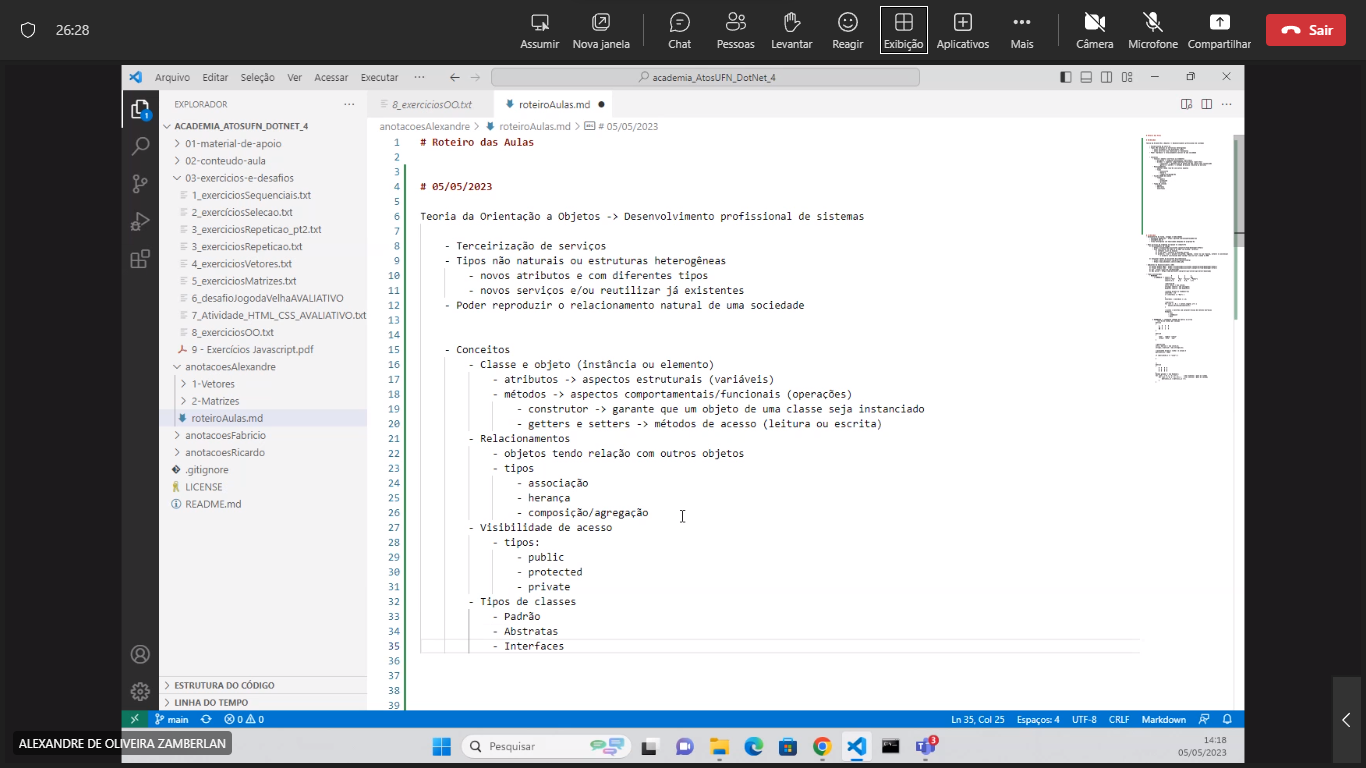 26:28
Assumir
Nova janela
Chat
Pessoas
Levantar
Reagir
Exibição
Aplicativos
Mais
Câmera
Microfone
Compartilhar
Sair
Arquivo Editar Seleção Ver Acessar Executar ···
academia_AtosUFN_DotNet_4
EXPLORADOR
1
ACADEMIA_ATOSUFN_DOTNET_4
01-material-de-apoio
02-conteudo-aula
03-exercicios-e-desafios
1_exerciciosSequenciais.txt
2_exerciciosSelecao.txt
3_exerciciosRepeticao_pt2.txt
3_exerciciosRepeticao.txt
4_exerciciosVetores.txt
5_exerciciosMatrizes.txt
6_desafioJogodaVelhaAVALIATIVO
7_Atividade_HTML_CSS_AVALIATIVO.txt
8_exerciciosOO.txt
9 - Exercícios Javascript.pdf
anotacoesAlexandre
1-Vetores
2-Matrizes
roteiroAulas.md
anotacoesFabricio
anotacoesRicardo
.gitignore
LICENSE
README.md
ESTRUTURA DO CÓDIGO
LINHA DO TEMPO
8_exerciciosOO.txt
roteiroAulas.md
anotacoesAlexandre > roteiroAulas.md > # 05/05/2023
1 # Roteiro das Aulas
2
3
4 # 05/05/2023
5
6 Teoria da Orientação a Objetos -> Desenvolvimento profissional de sistemas
7
8 - Terceirização de serviços
9 - Tipos não naturais ou estruturas heterogêneas
10 - novos atributos e com diferentes tipos
11 - novos serviços e/ou reutilizar já existentes
12 - Poder reproduzir o relacionamento natural de uma sociedade
13
14
15 - Conceitos
16 - Classe e objeto (instância ou elemento)
17 - atributos -> aspectos estruturais (variáveis)
18 - métodos -> aspectos comportamentais/funcionais (operações)
19 - construtor -> garante que um objeto de uma classe seja instanciado
20 - getters e setters -> métodos de acesso (leitura ou escrita)
21 - Relacionamentos
22 - objetos tendo relação com outros objetos
23 - tipos
24 - associação
25 - herança
26 - composição/agregação
27 - Visibilidade de acesso
28 - tipos:
29 - public
30 - protected
31 - private
32 - Tipos de classes
33 - Padrão
34 - Abstratas
35 - Interfaces
36
37
38
39
main
0 0
Ln 35, Col 25
Espaços: 4
UTF-8
CRLF
Markdown
ALEXANDRE DE OLIVEIRA ZAMBERLAN
Pesquisar
3
14:18
05/05/2023